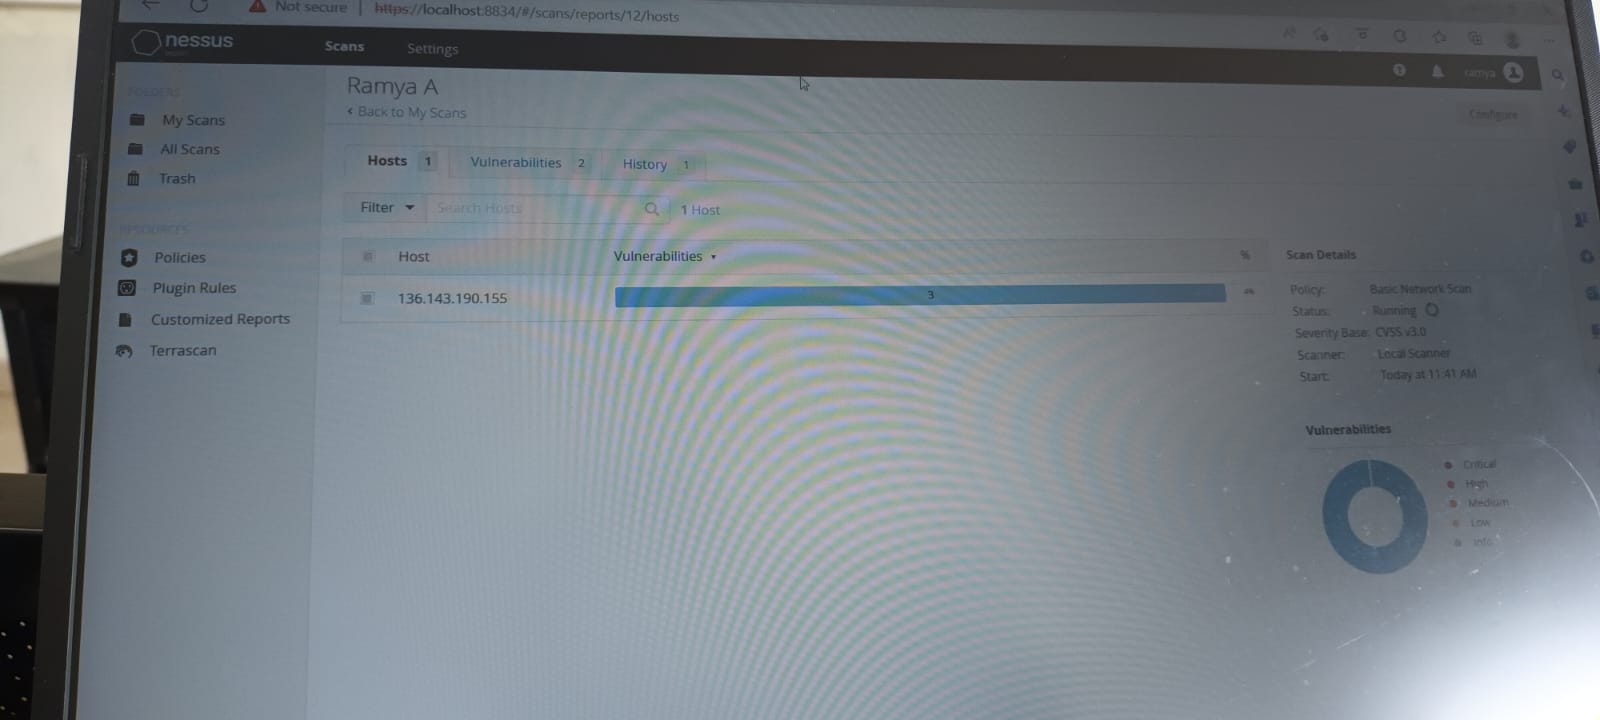 Not secure | https://localhost:8834/#/scans/reports/12/hosts
nessus
Scans Settings
ramya
FOLDERS
My Scans
All Scans
Trash
RESOURCES
Policies
Plugin Rules
Customized Reports
Terrascan
Ramya A
< Back to My Scans
Configure
Hosts 1 Vulnerabilities 2 History 1
Filter Search Hosts 1 Host
Host Vulnerabilities %
136.143.190.155 3
Scan Details
Policy: Basic Network Scan
Status: Running
Severity Base: CVSS v3.0
Scanner: Local Scanner
Start: Today at 11:41 AM
Vulnerabilities
Critical
High
Medium
Low
Info